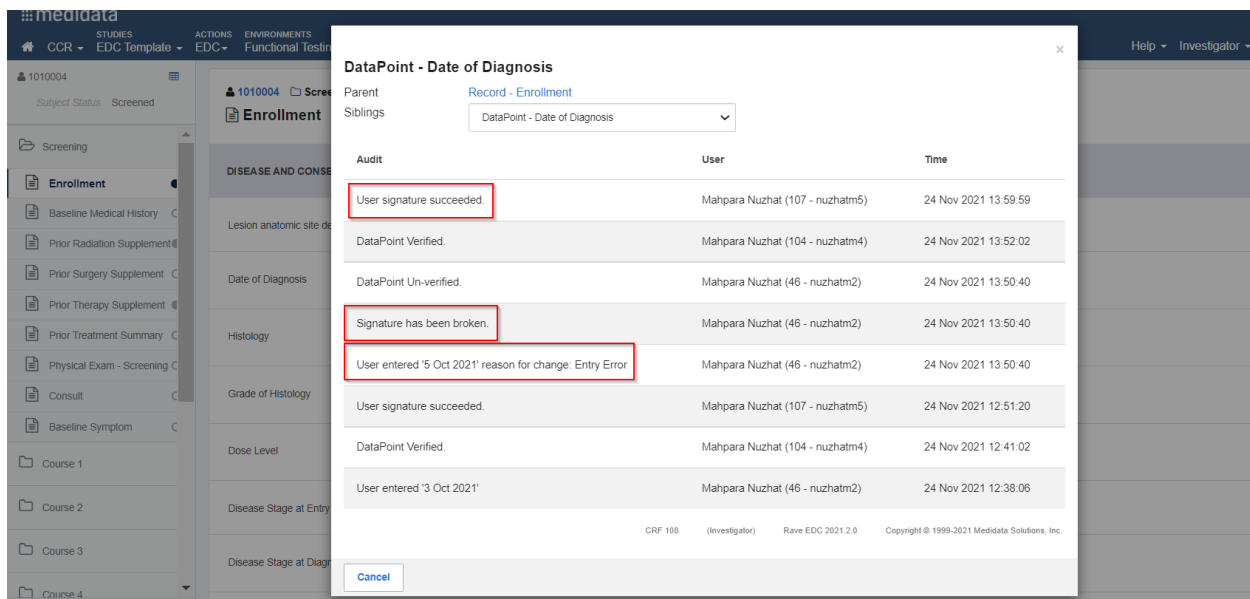 medidata
STUDIES ACTIONS ENVIRONMENTS
CCR EDC Template EDC Functional Help Investigator
1010004
Subject Status Screened
Screening
Enrollment
Baseline Medical History
Prior Radiation Supplement
Prior Surgery Supplement
Prior Therapy Supplement
Prior Treatment Summary
Physical Exam - Screening
Consult
Baseline Symptom
Course 1
Course 2
Course 3
Course 4
1010004
Enrollment
DISEASE AND
Lesion anatomic site
Date of Diagnosis
Histology
Grade of Histology
Dose Level
Disease Stage at Entry
Disease Stage at
×
DataPoint - Date of Diagnosis
Parent Record - Enrollment
Siblings DataPoint - Date of Diagnosis
Audit User Time
User signature succeeded. Mahpara Nuzhat (107 - nuzhatm5) 24 Nov 2021 13:59:59
DataPoint Verified. Mahpara Nuzhat (104 - nuzhatm4) 24 Nov 2021 13:52:02
DataPoint Un-verified. Mahpara Nuzhat (46 - nuzhatm2) 24 Nov 2021 13:50:40
Signature has been broken. Mahpara Nuzhat (46 - nuzhatm2) 24 Nov 2021 13:50:40
User entered '5 Oct 2021' reason for change: Entry Error Mahpara Nuzhat (46 - nuzhatm2) 24 Nov 2021 13:50:40
User signature succeeded. Mahpara Nuzhat (107 - nuzhatm5) 24 Nov 2021 12:51:20
DataPoint Verified. Mahpara Nuzhat (104 - nuzhatm4) 24 Nov 2021 12:41:02
User entered '3 Oct 2021' Mahpara Nuzhat (46 - nuzhatm2) 24 Nov 2021 12:38:06
CRF 108 (Investigator) Rave EDC 2021.2.0 Copyright © 1999-2021 Medidata Solutions, Inc.
Cancel